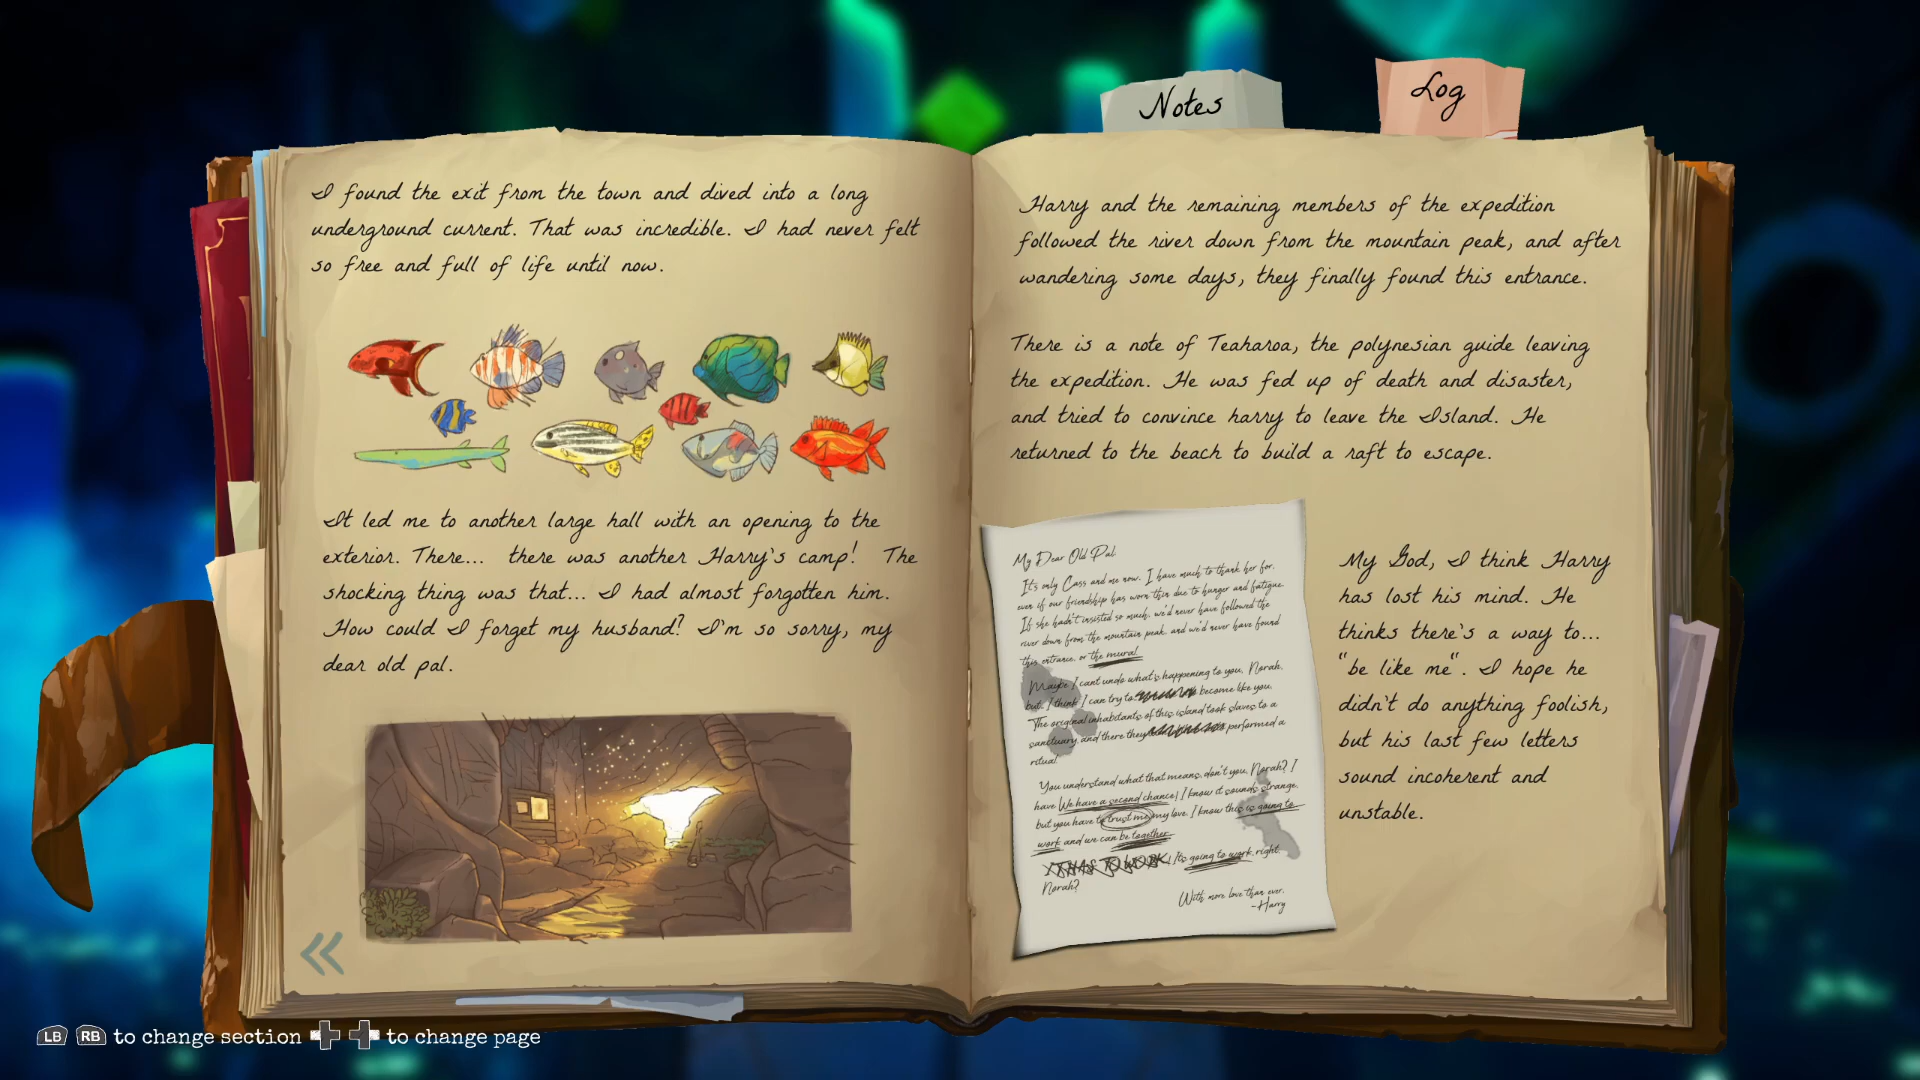 Notes
Log
I found the exit from the town and dived into a long
underground current. That was incredible. I had never felt
so free and full of life until now.
It led me to another large hall with an opening to the
exterior. There... there was another Harry's camp! The
shocking thing was that... I had almost forgotten him.
How could I forget my husband? I'm so sorry, my
dear old pal.
Harry and the remaining members of the expedition
followed the river down from the mountain peak, and after
wandering some days, they finally found this entrance.
There is a note of Teaharoa, the polynesian guide leaving
the expedition. He was fed up of death and disaster,
and tried to convince harry to leave the Island. He
returned to the beach to build a raft to escape.
My Dear Old Pal
It's only Cass and me now. I have much to thank her for,
even if our friendship has worn thin due to hunger and fatigue.
If she hadn't insisted so much, we'd never have followed the
river down from the mountain peak, and we'd never have found
this entrance, or the mural.
Maybe I cant undo what's happening to you, Norah,
but, I think I can try to become like you.
The original inhabitants of this island took slaves to a
sanctuary, and there they performed a
ritual.
You understand what that means, don't you, Norah? I
have We have a second chance! I know it sounds strange,
but you have to trust me my love. I know this is going to
work and we can be together
It's going to work, right,
Norah?
With more love than ever,
-Harry
My God, I think Harry
has lost his mind. He
thinks there's a way to...
"be like me". I hope he
didn't do anything foolish,
but his last few letters
sound incoherent and
unstable.
LB RB to change section to change page